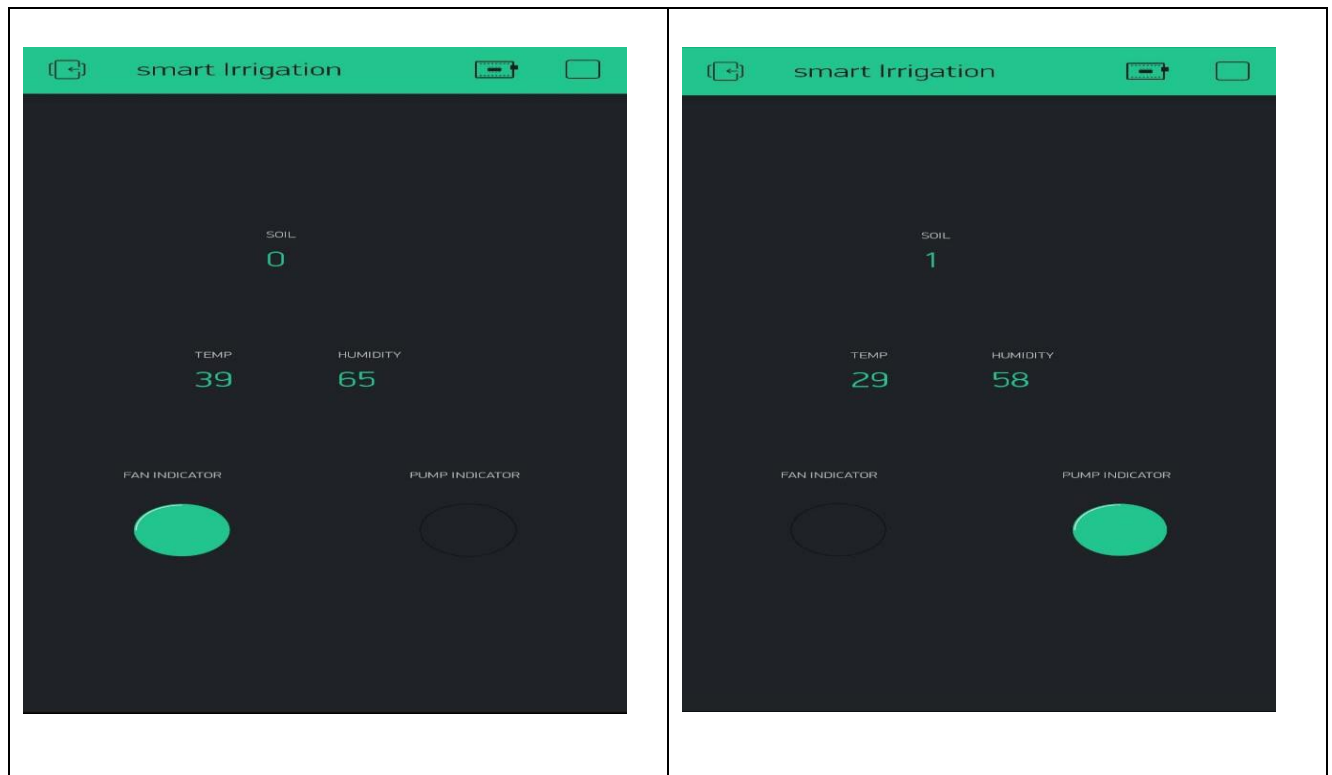 smart Irrigation
SOIL
0
TEMP HUMIDITY
39 65
FAN INDICATOR PUMP INDICATOR
smart Irrigation
SOIL
1
TEMP HUMIDITY
29 58
FAN INDICATOR PUMP INDICATOR